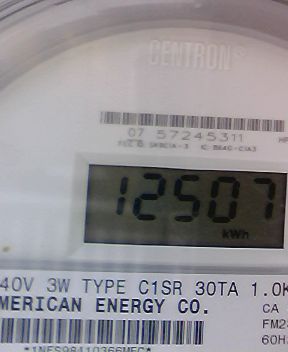 CENTRON®
07 57245311
12507
kWh
40V 3W TYPE C1SR 30TA 1.0K
MERICAN ENERGY CO.
CA
FM2
60H